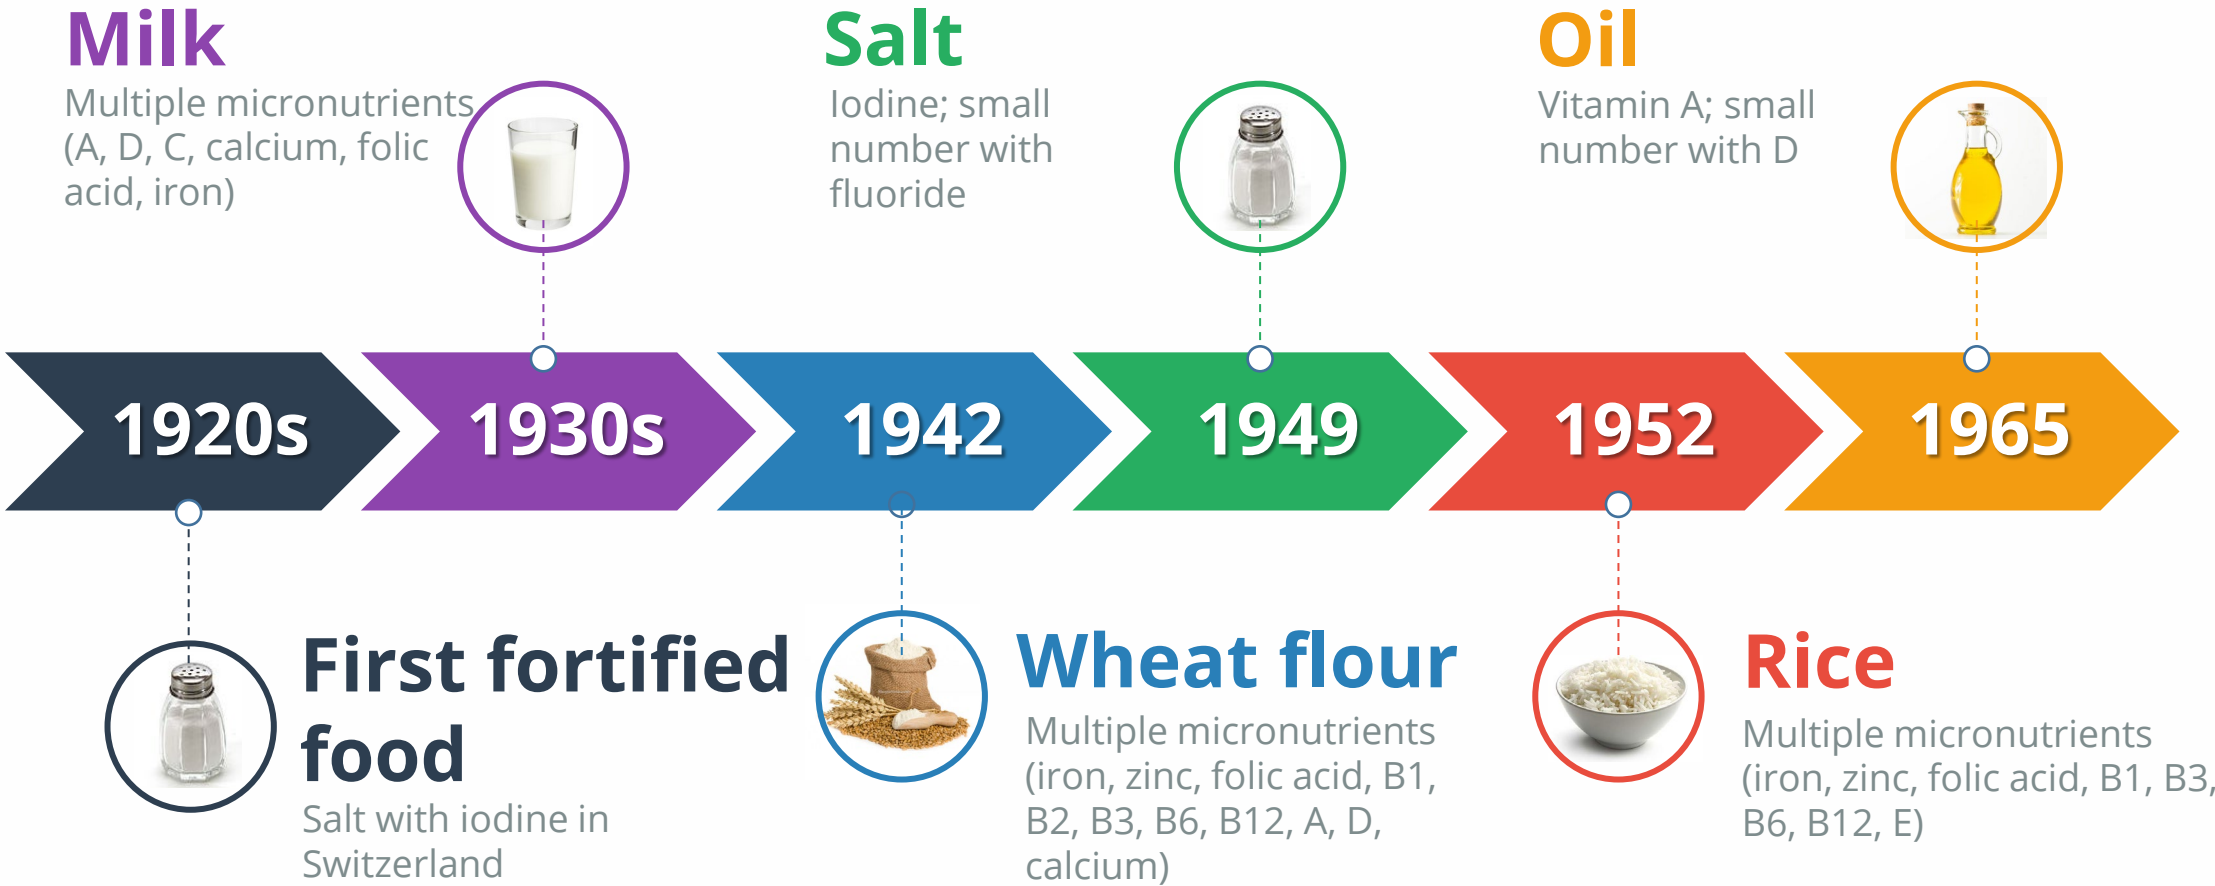 Milk
Multiple micronutrients
(A, D, C, calcium, folic
acid, iron)
Salt
Iodine; small
number with
fluoride
Oil
Vitamin A; small
number with D
1920s
1930s
1942
1949
1952
1965
First fortified
food
Salt with iodine in
Switzerland
Wheat flour
Multiple micronutrients
(iron, zinc, folic acid, B1,
B2, B3, B6, B12, A, D,
calcium)
Rice
Multiple micronutrients
(iron, zinc, folic acid, B1, B3,
B6, B12, E)